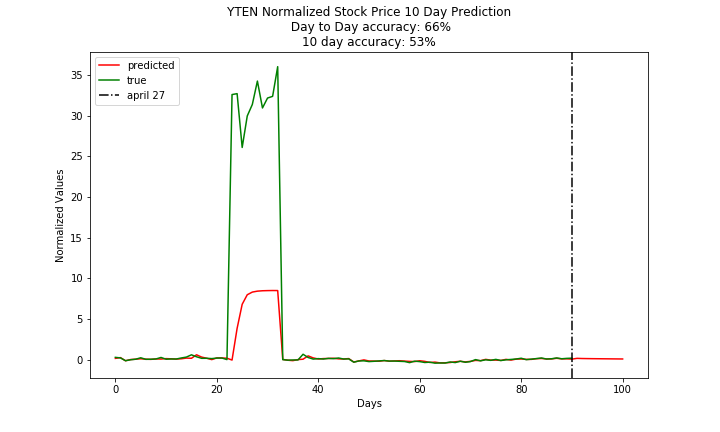 YTEN Normalized Stock Price 10 Day Prediction
Day to Day accuracy: 66%
10 day accuracy: 53%
predicted
true
april 27
35
30
25
20
15
10
5
0
Normalized Values
0 20 40 60 80 100
Days